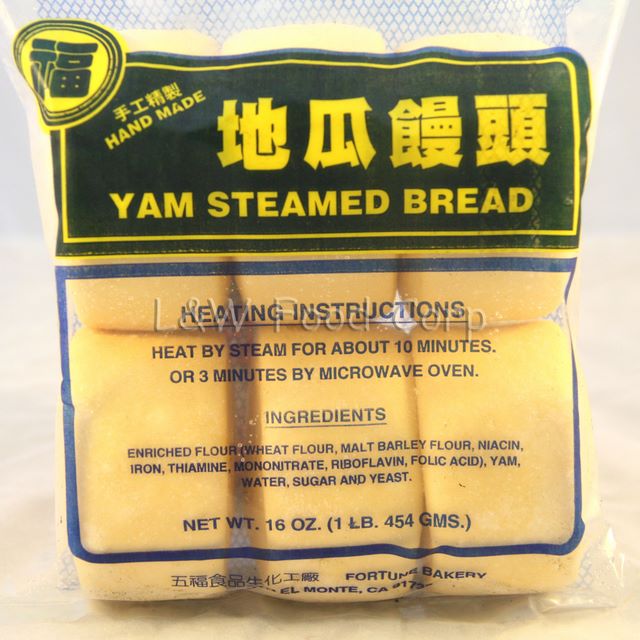 福
手工精製
HAND MADE
地瓜饅頭
YAM STEAMED BREAD
HEATING INSTRUCTIONS
L&W Food Corp
HEAT BY STEAM FOR ABOUT 10 MINUTES.
OR 3 MINUTES BY MICROWAVE OVEN.
INGREDIENTS
ENRICHED FLOUR (WHEAT FLOUR, MALT BARLEY FLOUR, NIACIN,
IRON, THIAMINE, MONONITRATE, RIBOFLAVIN, FOLIC ACID), YAM,
WATER, SUGAR AND YEAST.
NET WT. 16 OZ. (1 LB. 454 GMS.)
五福食品生化工廠 FORTUNE BAKERY
EL MONTE, CA